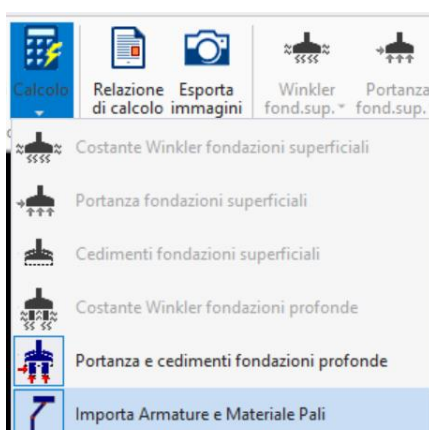 Calcolo
Relazione di calcolo
Esporta immagini
Winkler fond.sup.
Portanza fond.sup.
Costante Winkler fondazioni superficiali
Portanza fondazioni superficiali
Cedimenti fondazioni superficiali
Costante Winkler fondazioni profonde
Portanza e cedimenti fondazioni profonde
Importa Armature e Materiale Pali